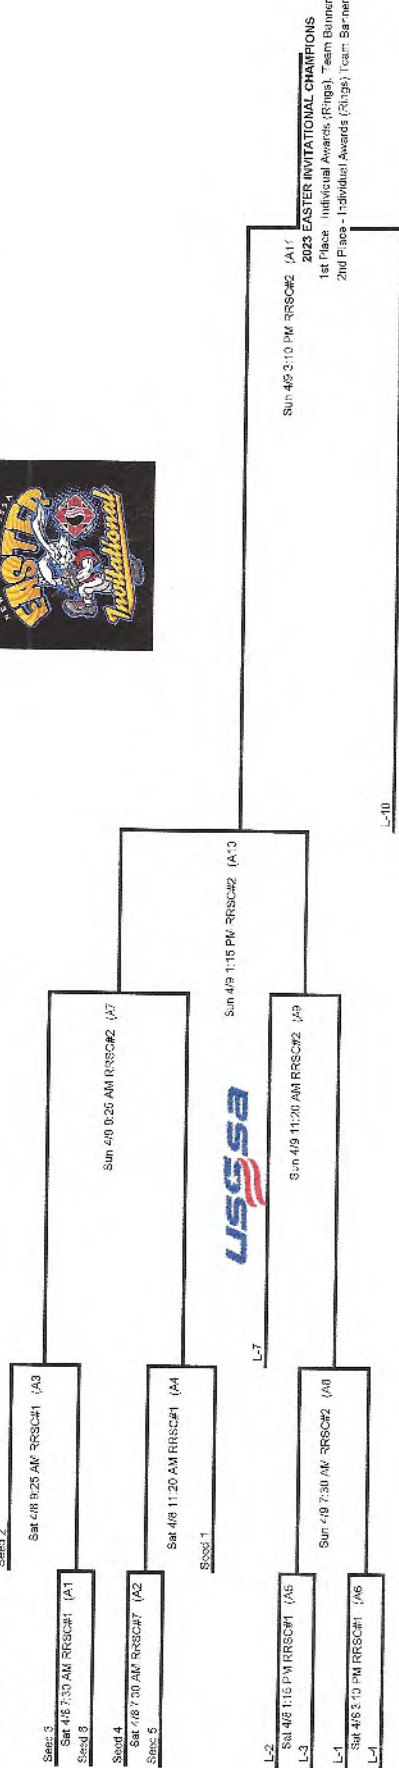 Seed 2
Sat 4/8 9:25 AM RRSC#1 (A3
Seed 3
Sat 4/8 7:30 AM RRSC#1 (A1
Seed 6
Sun 4/9 9:25 AM RRSC#2 (A7
Seed 4
Sat 4/8 7:30 AM RRSC#7 (A2
Seed 5
Sat 4/8 11:20 AM RRSC#1 (A4
Seed 1
Sun 4/9 1:15 PM RRSC#2 (A10
L-7
Sun 4/9 11:20 AM RRSC#2 (A9
L-2
Sat 4/8 1:15 PM RRSC#1 (A5
L-3
Sun 4/9 7:30 AM RRSC#2 (A8
L-1
Sat 4/8 3:10 PM RRSC#1 (A6
L-4
Sun 4/9 3:10 PM RRSC#2 (A11
L-10
2023 EASTER INVITATIONAL CHAMPIONS
1st Place - Individual Awards (Rings), Team Banner
2nd Place - Individual Awards (Rings) Team Banner
EASTER
Invitational
USSSA